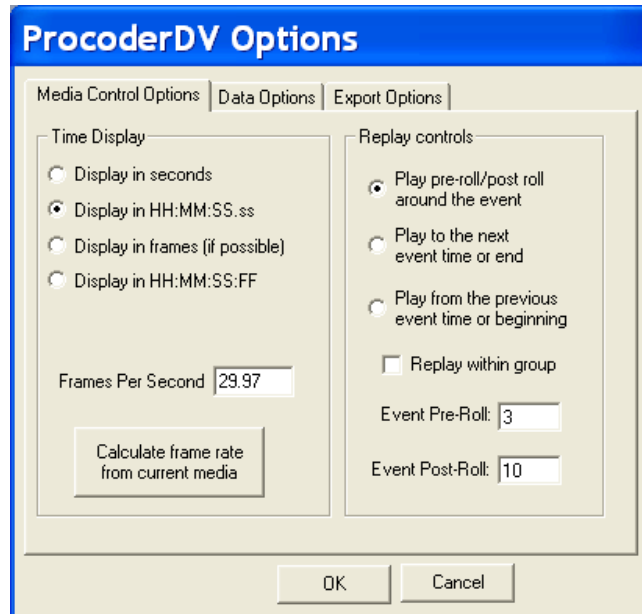 ProcoderDV Options
Media Control Options
Data Options
Export Options
Time Display
Display in seconds
Display in HH:MM:SS.ss
Display in frames (if possible)
Display in HH:MM:SS:FF
Frames Per Second 29.97
Calculate frame rate
from current media
Replay controls
Play pre-roll/post roll
around the event
Play to the next
event time or end
Play from the previous
event time or beginning
Replay within group
Event Pre-Roll: 3
Event Post-Roll: 10
OK
Cancel